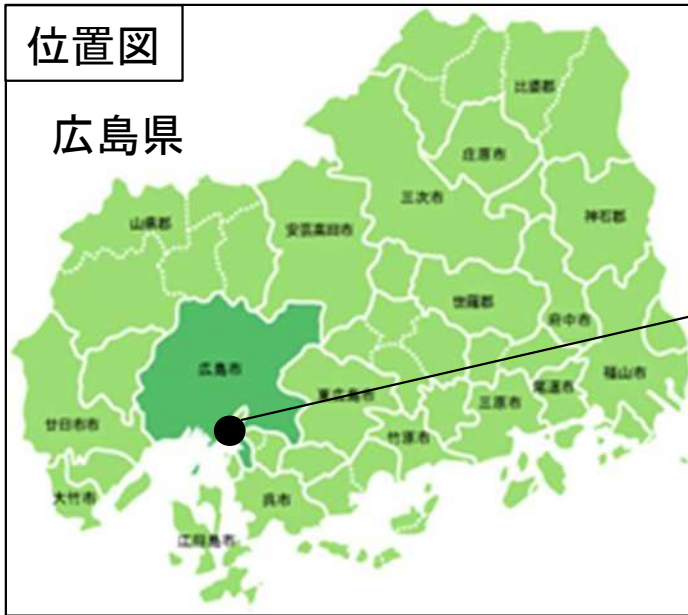 位置図
広島県
比婆郡
庄原市
三次市
山県郡
安芸高田市
神石郡
世羅郡
府中市
広島市
東広島市
福山市
尾道市
三原市
廿日市市
竹原市
大竹市
呉市
江田島市